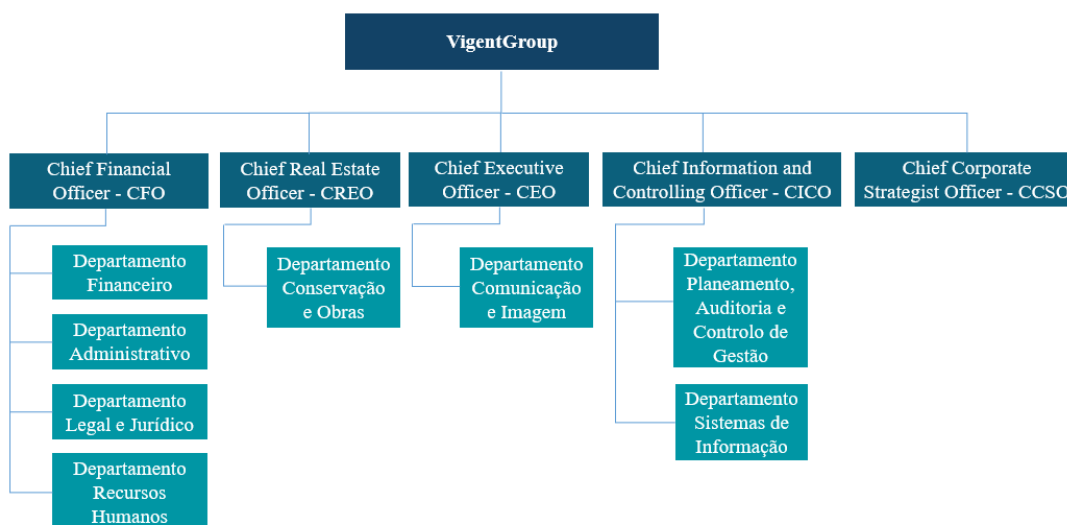 VigentGroup
Chief Financial
Officer - CFO
Chief Real Estate
Officer - CREO
Chief Executive
Officer - CEO
Chief Information and
Controlling Officer - CICO
Chief Corporate
Strategist Officer - CCSO
Departamento
Financeiro
Departamento
Administrativo
Departamento
Legal e Jurídico
Departamento
Recursos
Humanos
Departamento
Conservação
e Obras
Departamento
Comunicação
e Imagem
Departamento
Planeamento,
Auditoria e
Controlo de
Gestão
Departamento
Sistemas de
Informação